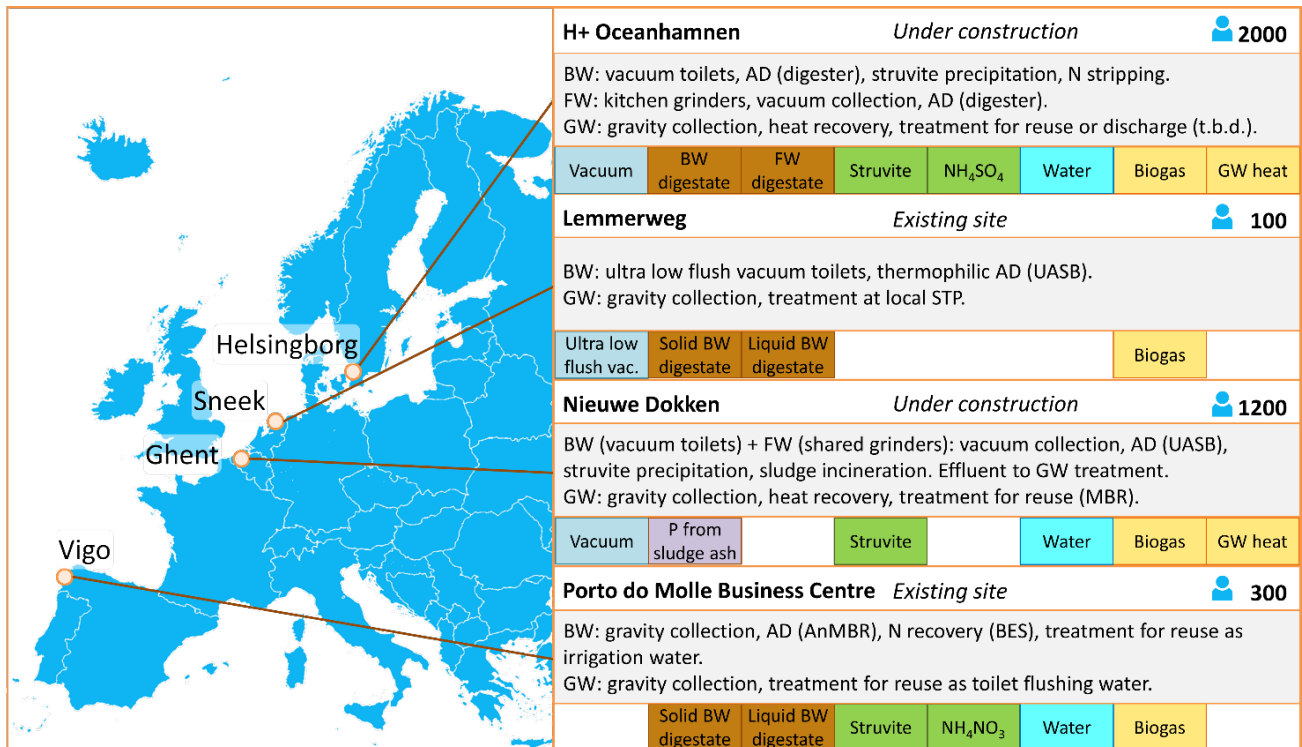 Helsingborg
Sneek
Ghent
Vigo
H+ Oceanhamnen Under construction 2000
BW: vacuum toilets, AD (digester), struvite precipitation, N stripping.
FW: kitchen grinders, vacuum collection, AD (digester).
GW: gravity collection, heat recovery, treatment for reuse or discharge (t.b.d.).
Vacuum
BW
digestate
FW
digestate
Struvite
NH₄SO₄
Water
Biogas
GW heat
Lemmerweg Existing site 100
BW: ultra low flush vacuum toilets, thermophilic AD (UASB).
GW: gravity collection, treatment at local STP.
Ultra low
flush vac.
Solid BW
digestate
Liquid BW
digestate
Biogas
Nieuwe Dokken Under construction 1200
BW (vacuum toilets) + FW (shared grinders): vacuum collection, AD (UASB),
struvite precipitation, sludge incineration. Effluent to GW treatment.
GW: gravity collection, heat recovery, treatment for reuse (MBR).
Vacuum
P from
sludge ash
Struvite
Water
Biogas
GW heat
Porto do Molle Business Centre Existing site 300
BW: gravity collection, AD (AnMBR), N recovery (BES), treatment for reuse as
irrigation water.
GW: gravity collection, treatment for reuse as toilet flushing water.
Solid BW
digestate
Liquid BW
digestate
Struvite
NH₄NO₃
Water
Biogas